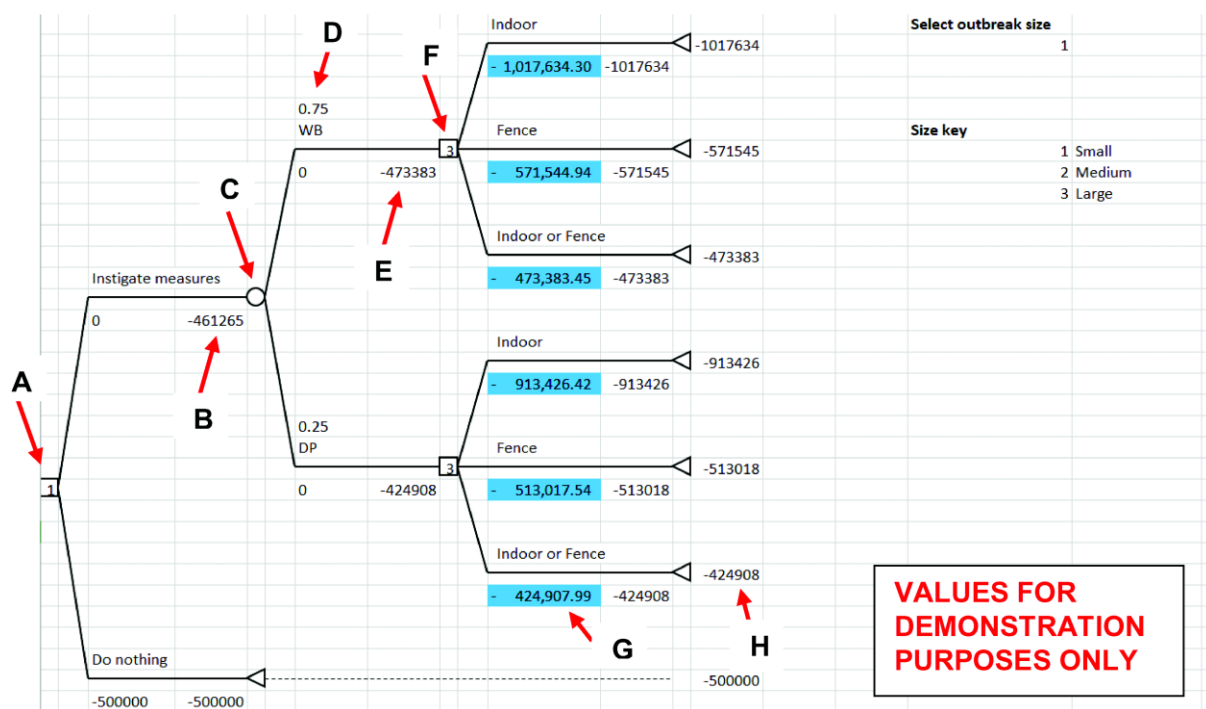 Indoor
Select outbreak size
D
F
-1017634
1
- 1,017,634.30 -1017634
0.75
WB
Fence
Size key
3
-571545
1 Small
0 -473383
- 571,544.94 -571545
2 Medium
C
3 Large
E
Indoor or Fence
-473383
Instigate measures
- 473,383.45 -473383
0 -461265
Indoor
A
-913426
B
- 913,426.42 -913426
0.25
DP
Fence
3
-513018
1
0 -424908
- 513,017.54 -513018
Indoor or Fence
-424908
- 424,907.99 -424908
G
H
VALUES FOR
DEMONSTRATION
PURPOSES ONLY
Do nothing
-500000
-500000 -500000